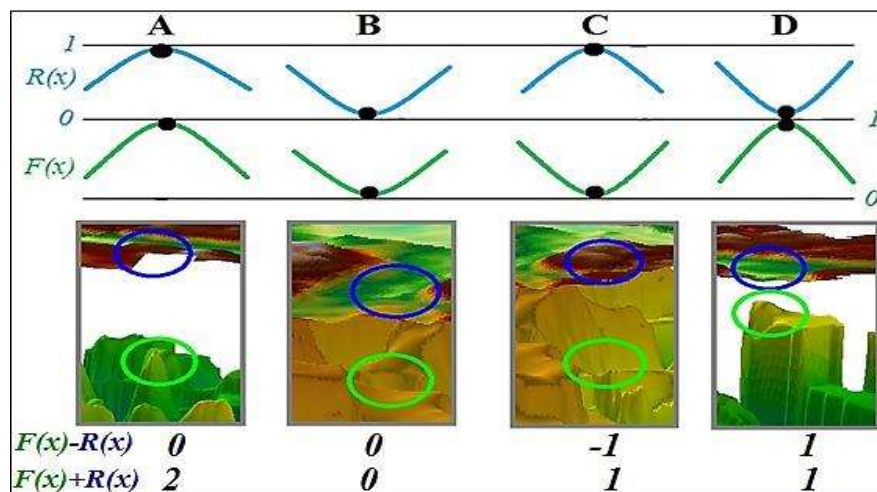 A B C D
1
R(x)
0 1
F(x)
0
F(x)-R(x) 0 0 -1 1
F(x)+R(x) 2 0 1 1